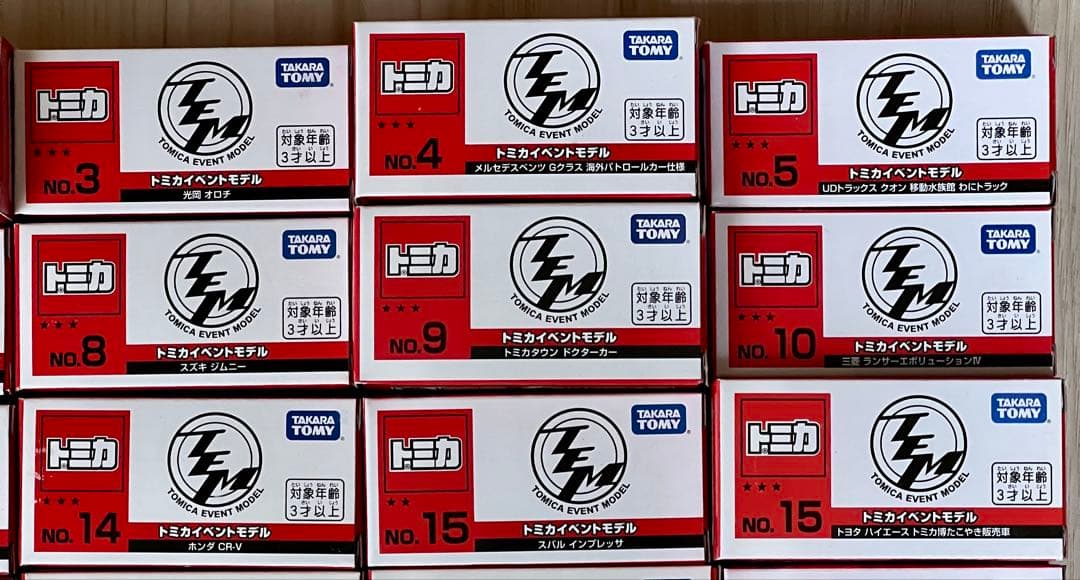 トミカ
TEM
TOMICA EVENT MODEL
TAKARA TOMY
対象年齢
3才以上
NO.3
トミカイベントモデル
光岡 オロチ
トミカ
TEM
TOMICA EVENT MODEL
TAKARA TOMY
対象年齢
3才以上
NO.4
トミカイベントモデル
メルセデスベンツ Gクラス 海外パトロールカー仕様
トミカ
TEM
TOMICA EVENT MODEL
TAKARA TOMY
対象年齢
3才以上
NO.5
トミカイベントモデル
UDトラックス クオン 移動水族館 わにトラック
トミカ
TEM
TOMICA EVENT MODEL
TAKARA TOMY
対象年齢
3才以上
NO.8
トミカイベントモデル
スズキ ジムニー
トミカ
TEM
TOMICA EVENT MODEL
TAKARA TOMY
対象年齢
3才以上
NO.9
トミカイベントモデル
トミカタウン ドクターカー
トミカ
TEM
TOMICA EVENT MODEL
TAKARA TOMY
対象年齢
3才以上
NO.10
トミカイベントモデル
三菱 ランサーエボリューションⅣ
トミカ
TEM
TOMICA EVENT MODEL
TAKARA TOMY
対象年齢
3才以上
NO.14
トミカイベントモデル
ホンダ CR-V
トミカ
TEM
TOMICA EVENT MODEL
TAKARA TOMY
対象年齢
3才以上
NO.15
トミカイベントモデル
スバル インプレッサ
トミカ
TEM
TOMICA EVENT MODEL
TAKARA TOMY
対象年齢
3才以上
NO.15
トミカイベントモデル
トヨタ ハイエース トミカ博たこやき販売車